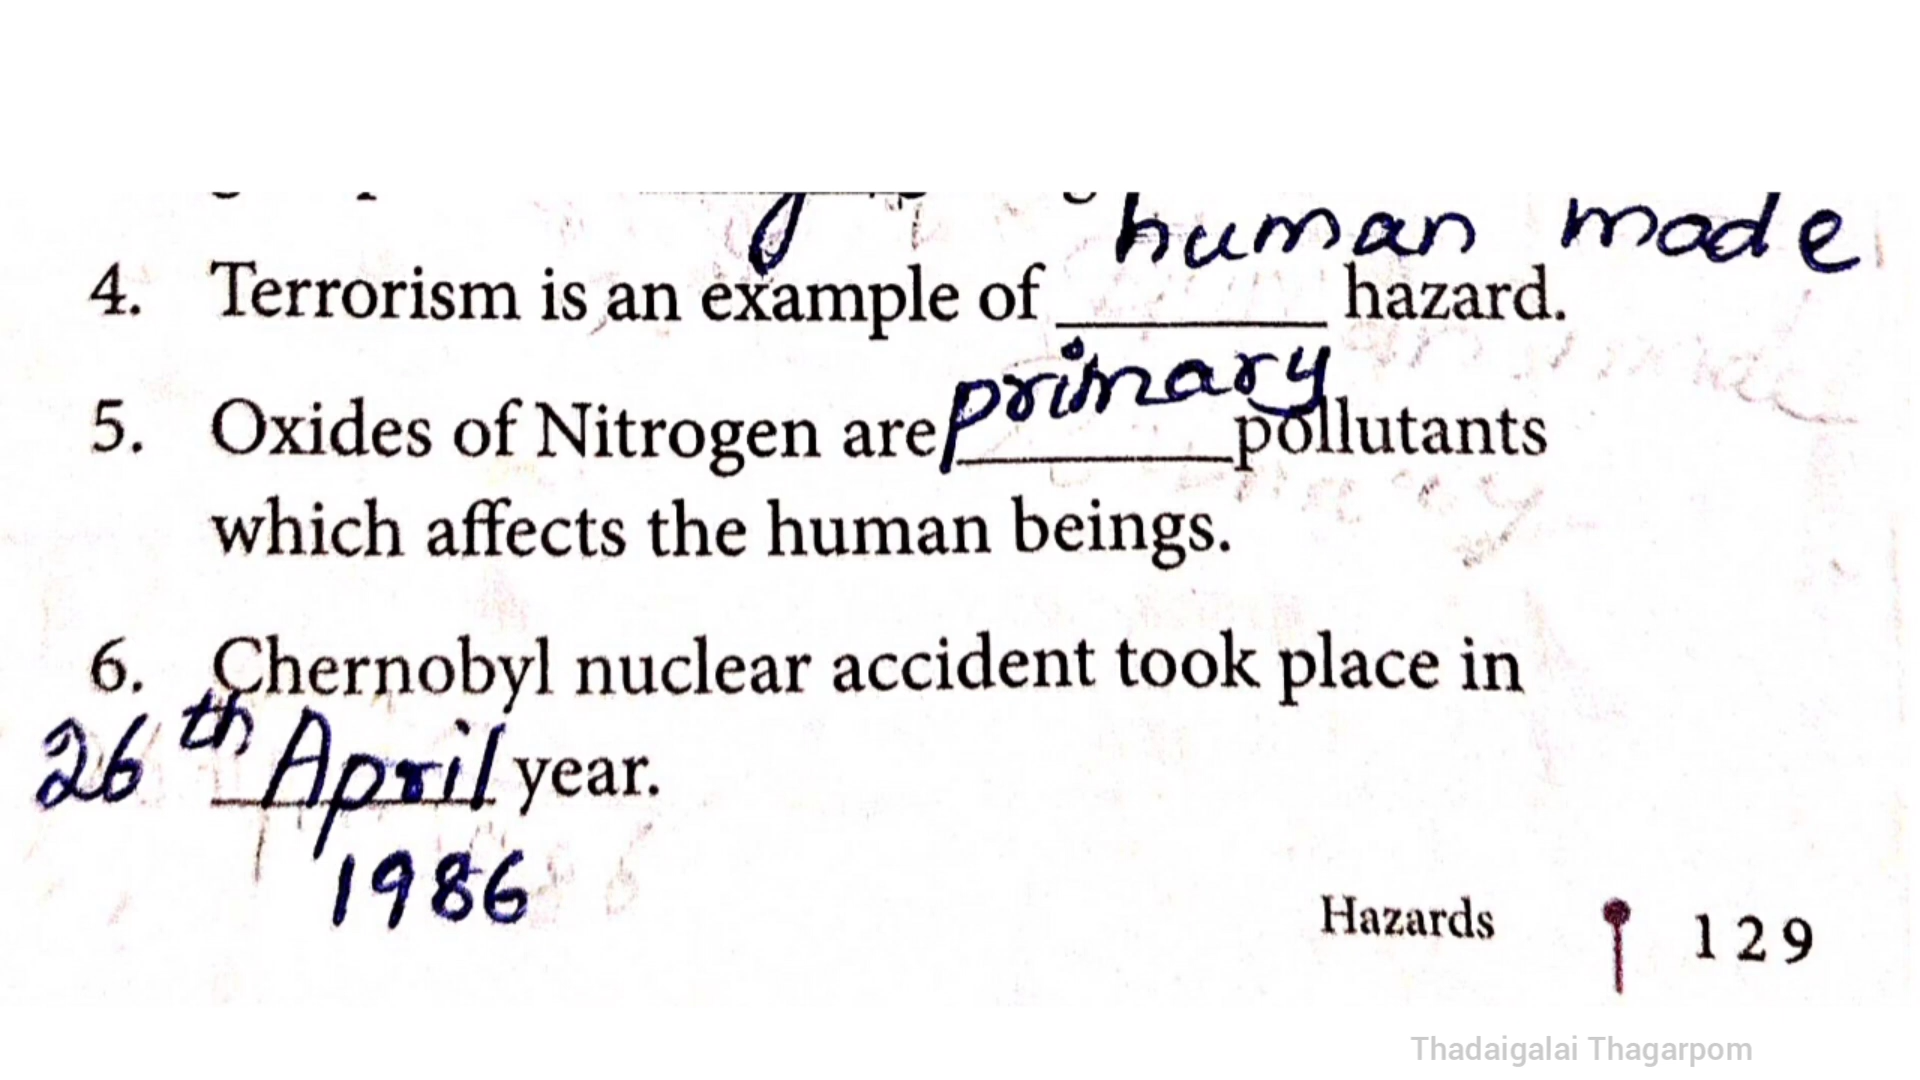 human made
4. Terrorism is an example of ________ hazard.
primary
5. Oxides of Nitrogen are ________ pollutants
which affects the human beings.
6. Chernobyl nuclear accident took place in
26th April year.
1986
Hazards 129
Thadaigalai Thagarpom